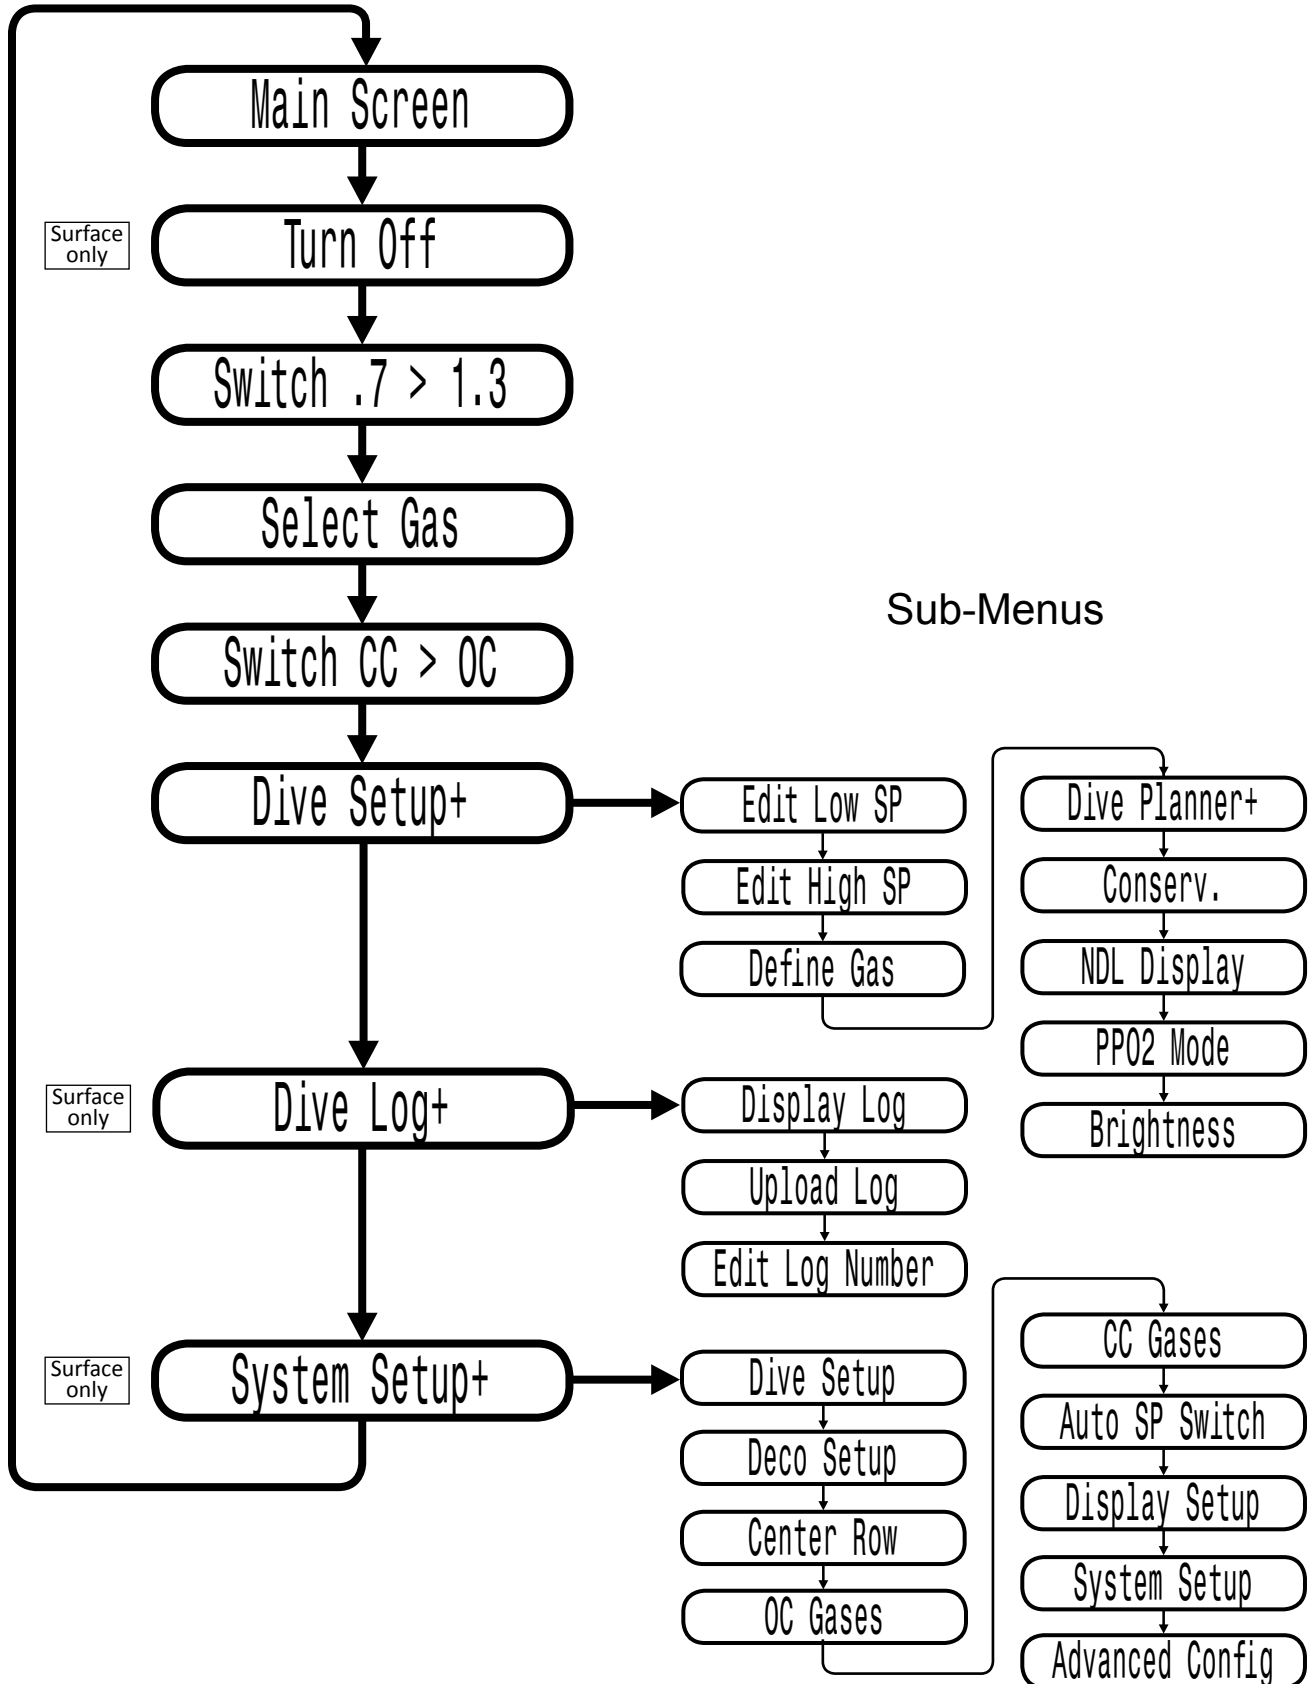 Main Screen
Surface
only
Turn Off
Switch .7 > 1.3
Select Gas
Switch CC > OC
Sub-Menus
Dive Setup+
Edit Low SP
Edit High SP
Define Gas
Dive Planner+
Conserv.
NDL Display
PPO2 Mode
Brightness
Surface
only
Dive Log+
Display Log
Upload Log
Edit Log Number
Surface
only
System Setup+
Dive Setup
Deco Setup
Center Row
OC Gases
CC Gases
Auto SP Switch
Display Setup
System Setup
Advanced Config